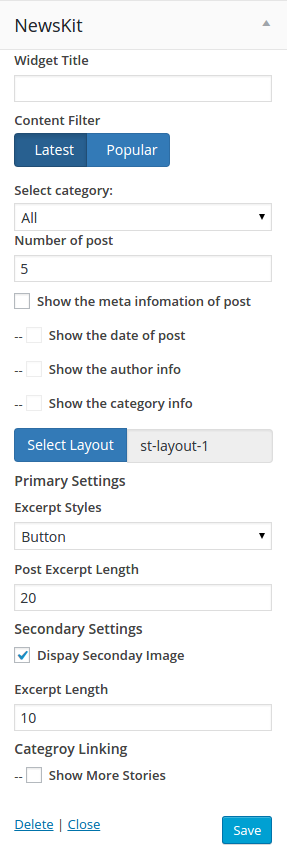 NewsKit
Widget Title
Content Filter
Latest Popular
Select category:
All
Number of post
5
Show the meta infomation of post
-- Show the date of post
-- Show the author info
-- Show the category info
Select Layout st-layout-1
Primary Settings
Excerpt Styles
Button
Post Excerpt Length
20
Secondary Settings
Dispay Seconday Image
Excerpt Length
10
Categroy Linking
-- Show More Stories
Delete | Close Save